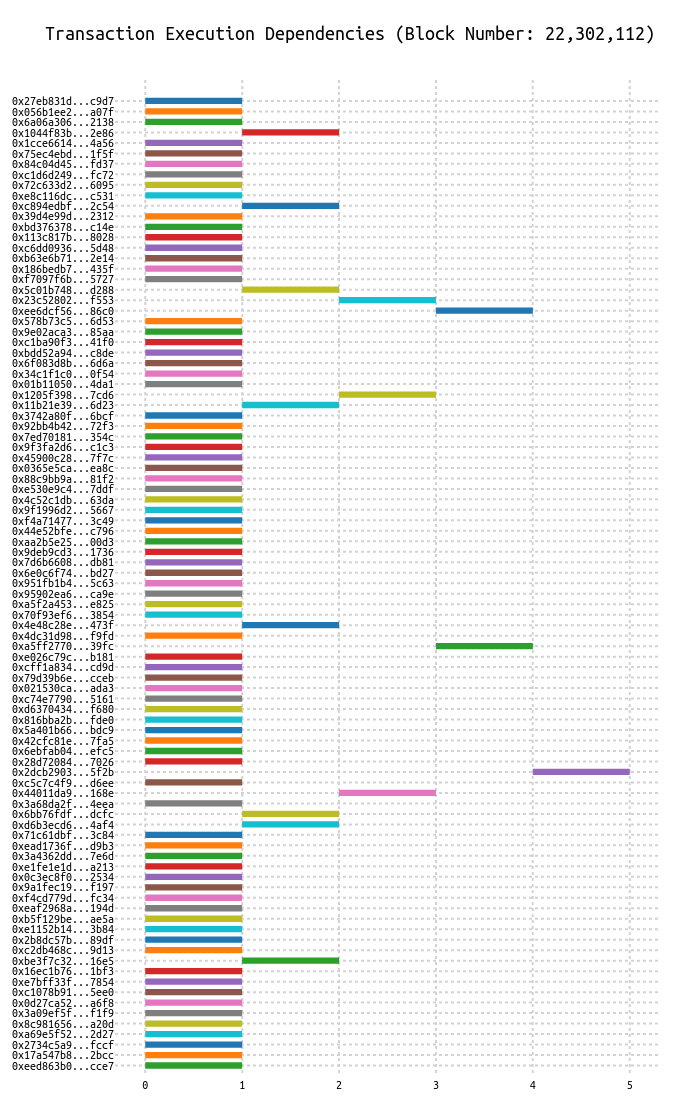 Transaction Execution Dependencies (Block Number: 22,302,112)
0x27eb831d...c9d7
0x056b1ee2...a07f
0x6a06a306...2138
0x1044f83b...2e86
0x1cce6614...4a56
0x75ec4ebd...1f5f
0x84c04d45...fd37
0xc1d6d249...fc72
0x72c633d2...6095
0xe8c116dc...c531
0xc894edbf...2c54
0x39d4e99d...2312
0xbd376378...c14e
0x113c817b...8028
0xc6dd0936...5d48
0xb63e6b71...2e14
0x186bedb7...435f
0xf7097f6b...5727
0x5c01b748...d288
0x23c52802...f553
0xee6dcf56...86c0
0x578b73c5...6d53
0x9e02aca3...85aa
0xc1ba90f3...41f0
0xbdd52a94...c8de
0x6f083d8b...6d6a
0x34c1f1c0...0f54
0x01b11050...4da1
0x1205f398...7cd6
0x11b21e39...6d23
0x3742a80f...6bcf
0x92bb4b42...72f3
0x7ed70181...354c
0x9f3fa2d6...c1c3
0x45900c28...7f7c
0x0365e5ca...ea8c
0x88c9bb9a...81f2
0xe530e9c4...7ddf
0x4c52c1db...63da
0x9f1996d2...5667
0xf4a71477...3c49
0x44e52bfe...c796
0xaa2b5e25...00d3
0x9deb9cd3...1736
0x7d6b6608...db81
0x6e0c6f74...bd27
0x951fb1b4...5c63
0x95902ea6...ca9e
0xa5f2a453...e825
0x70f93ef6...3854
0x4e48c28e...473f
0x4dc31d98...f9fd
0xa5ff2770...39fc
0xe026c79c...b181
0xcff1a834...cd9d
0x79d39b6e...cceb
0x021530ca...ada3
0xc74e7790...5161
0xd6370434...f680
0x816bba2b...fde0
0x5a401b66...bdc9
0x42cfc81e...7fa5
0x6ebfab04...efc5
0x28d72084...7026
0x2dcb2903...5f2b
0xc5c7c4f9...d6ee
0x44011da9...168e
0x3a68da2f...4eea
0x6bb76fdf...dcfc
0xd6b3ecd6...4af4
0x71c61dbf...3c84
0xead1736f...d9b3
0x3a4362dd...7e6d
0xe1fe1e1d...a213
0x0c3ec8f0...2534
0x9a1fec19...f197
0xf4cd779d...fc34
0xeaf2968a...194d
0xb5f129be...ae5a
0xe1152b14...3b84
0x2b8dc57b...89df
0xc2db468c...9d13
0xbe3f7c32...16e5
0x16ec1b76...1bf3
0xe7bff33f...7854
0xc1078b91...5ee0
0x0d27ca52...a6f8
0x3a09ef5f...f1f9
0x8c981656...a20d
0xa69e5f52...2d27
0x2734c5a9...fccf
0x17a547b8...2bcc
0xeed863b0...cce7
0 1 2 3 4 5